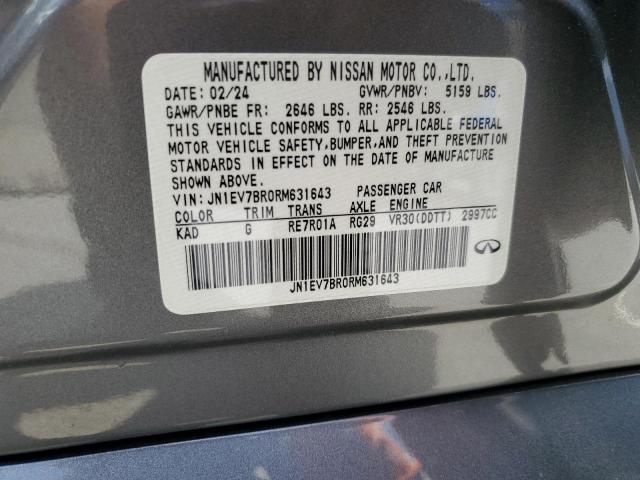 MANUFACTURED BY NISSAN MOTOR CO.,LTD.
DATE: 02/24 GVWR/PNBV: 5159 LBS.
GAWR/PNBE FR: 2646 LBS. RR: 2546 LBS.
THIS VEHICLE CONFORMS TO ALL APPLICABLE FEDERAL
MOTOR VEHICLE SAFETY,BUMPER,AND THEFT PREVENTION
STANDARDS IN EFFECT ON THE DATE OF MANUFACTURE
SHOWN ABOVE.
VIN: JN1EV7BR0RM631643 PASSENGER CAR
COLOR TRIM TRANS AXLE ENGINE
KAD G RE7R01A RG29 VR30(DDTT) 2997CC
JN1EV7BR0RM631643